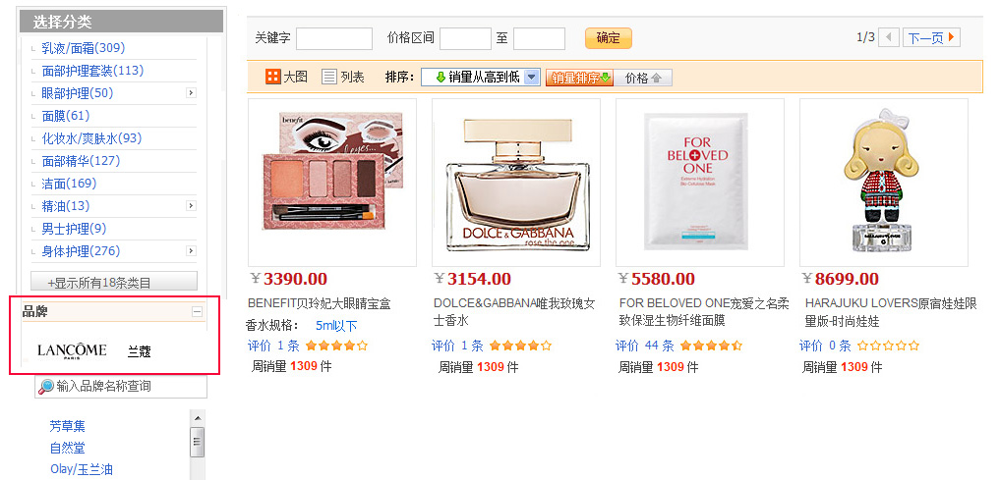 选择分类
乳液/面霜(309)
面部护理套装(113)
眼部护理(50)
面膜(61)
化妆水/爽肤水(93)
面部精华(127)
洁面(169)
精油(13)
男士护理(9)
身体护理(276)
+显示所有18条类目
品牌
LANCÔME
PARIS
兰蔻
输入品牌名称查询
芳草集
自然堂
Olay/玉兰油
关键字 价格区间 至 确定 1/3 下一页
大图 列表 排序： 销量从高到低 销量排序 价格
benefit
FOR
BELOVED
ONE
DOLCE&GABBANA
rose the one
￥3390.00
BENEFIT贝玲妃大眼睛宝盒
香水规格： 5ml以下
评价 1 条
周销量 1309 件
￥3154.00
DOLCE&GABBANA唯我玫瑰女
士香水
评价 1 条
周销量 1309 件
￥5580.00
FOR BELOVED ONE宠爱之名柔
致保湿生物纤维面膜
评价 44 条
周销量 1309 件
￥8699.00
HARAJUKU LOVERS原宿娃娃限
量版-时尚娃娃
评价 0 条
周销量 1309 件